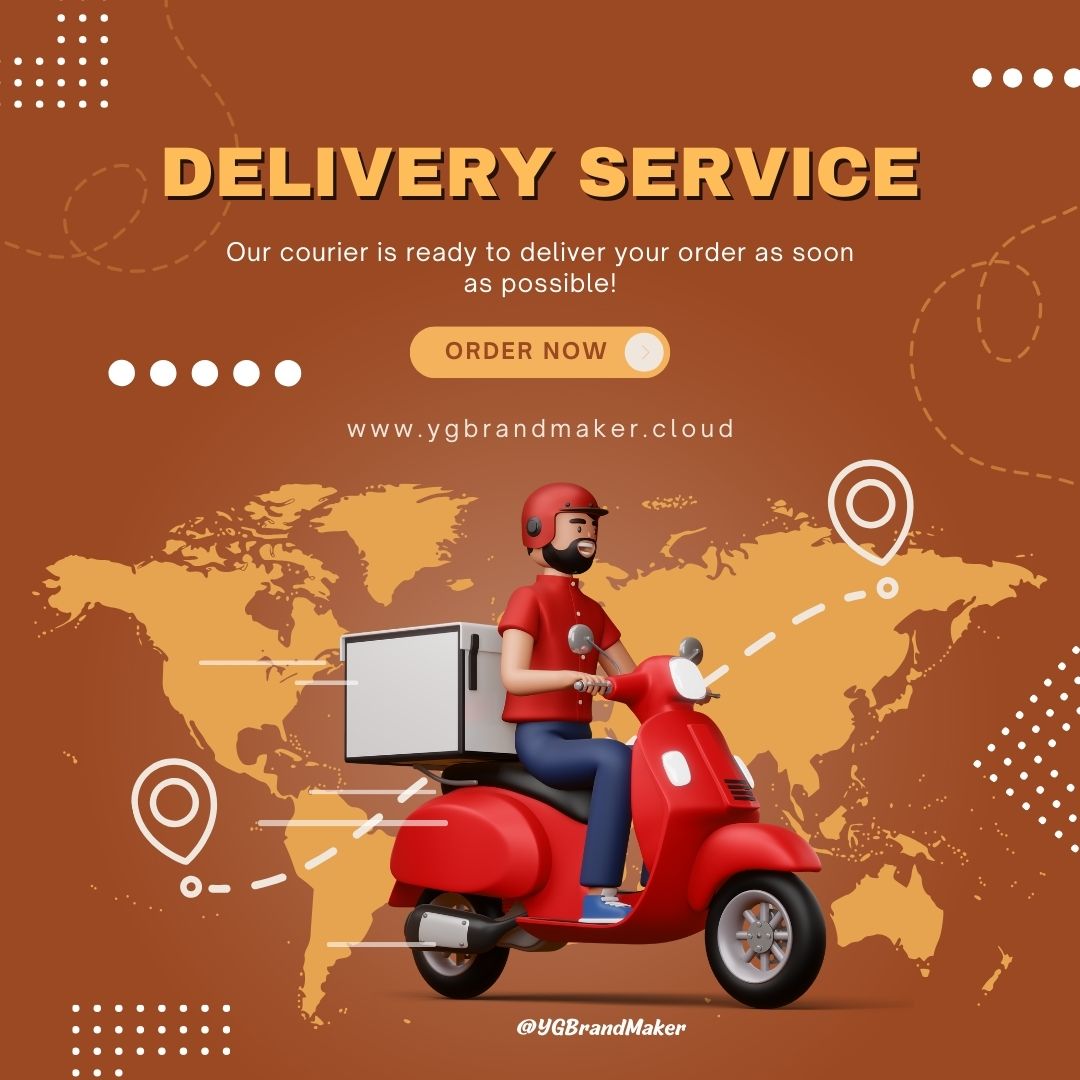 DELIVERY SERVICE
Our courier is ready to deliver your order as soon
as possible!
ORDER NOW
www.ygbrandmaker.cloud
@YGBrandMaker